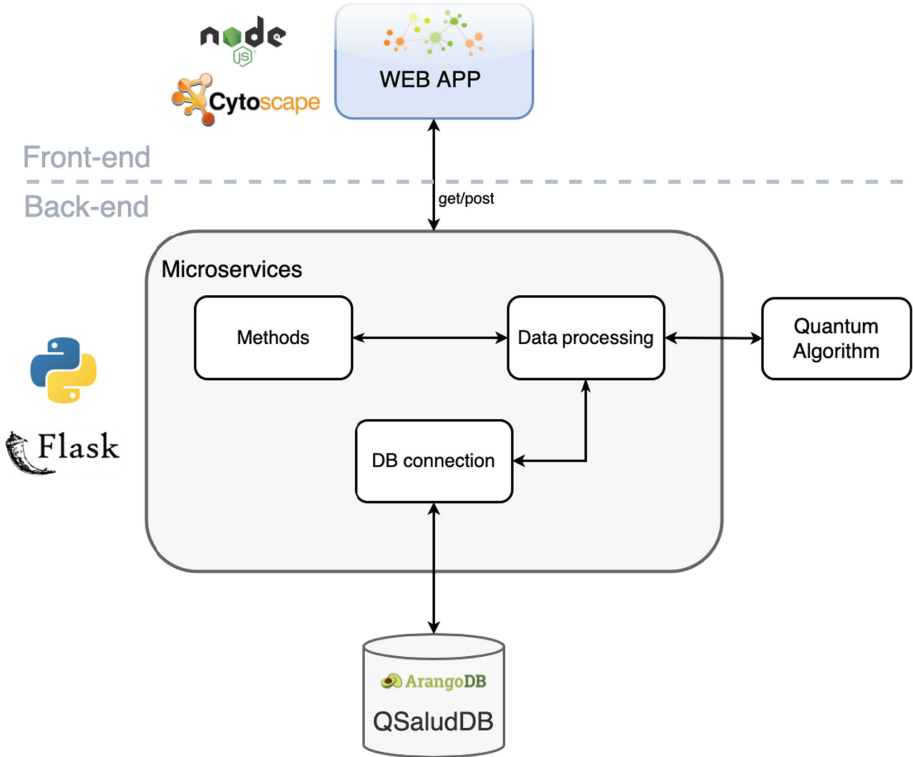 node
JS
Cytoscape
WEB APP
Front-end
Back-end
get/post
Microservices
Methods
Data processing
Quantum
Algorithm
Flask
DB connection
ArangoDB
QSaludDB